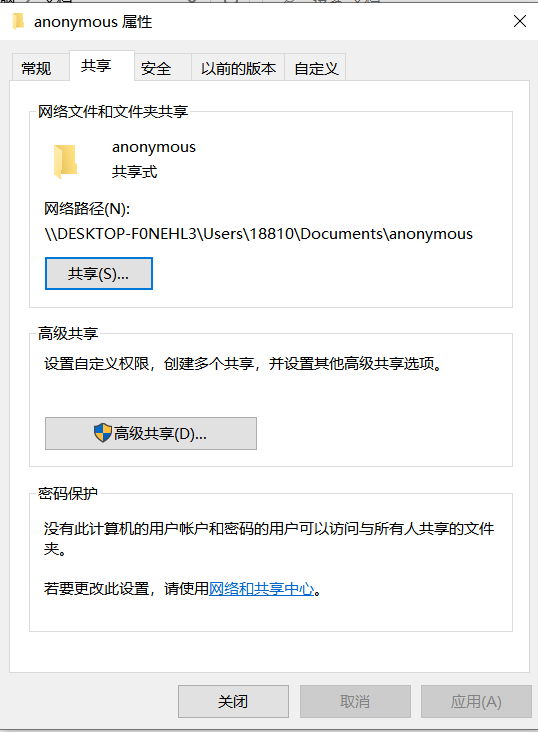 anonymous 属性
常规
共享
安全
以前的版本
自定义
网络文件和文件夹共享
anonymous
共享式
网络路径(N):
\\DESKTOP-F0NEHL3\Users\18810\Documents\anonymous
共享(S)...
高级共享
设置自定义权限，创建多个共享，并设置其他高级共享选项。
高级共享(D)...
密码保护
没有此计算机的用户帐户和密码的用户可以访问与所有人共享的文件
夹。
若要更改此设置，请使用网络和共享中心。
关闭
取消
应用(A)